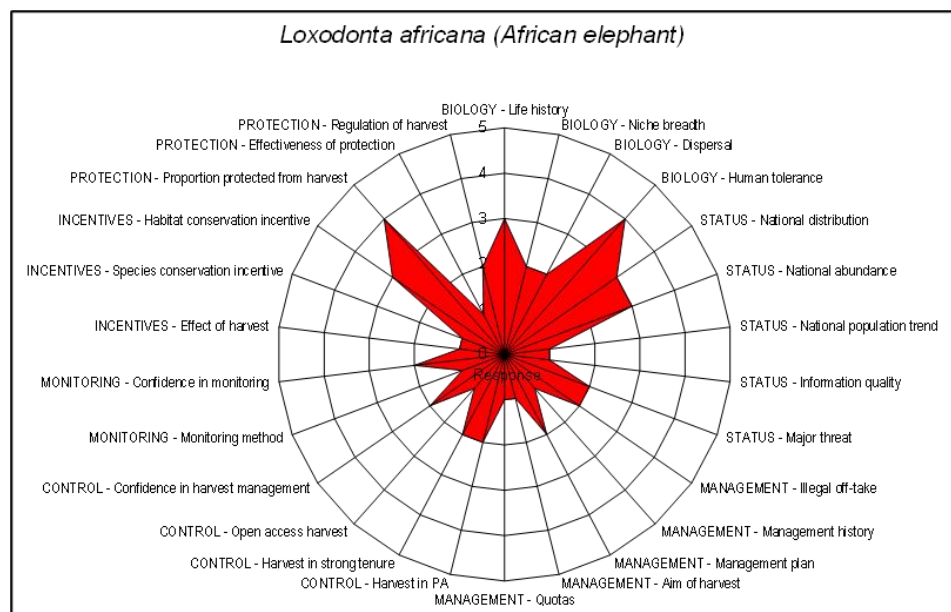 Loxodonta africana (African elephant)
BIOLOGY - Life history
PROTECTION - Regulation of harvest
BIOLOGY - Niche breadth
PROTECTION - Effectiveness of protection
BIOLOGY - Dispersal
PROTECTION - Proportion protected from harvest
BIOLOGY - Human tolerance
INCENTIVES - Habitat conservation incentive
STATUS - National distribution
INCENTIVES - Species conservation incentive
STATUS - National abundance
INCENTIVES - Effect of harvest
STATUS - National population trend
MONITORING - Confidence in monitoring
STATUS - Information quality
MONITORING - Monitoring method
STATUS - Major threat
CONTROL - Confidence in harvest management
MANAGEMENT - Illegal off-take
CONTROL - Open access harvest
MANAGEMENT - Management history
CONTROL - Harvest in strong tenure
MANAGEMENT - Management plan
CONTROL - Harvest in PA
MANAGEMENT - Aim of harvest
MANAGEMENT - Quotas
5
4
3
2
0
Response